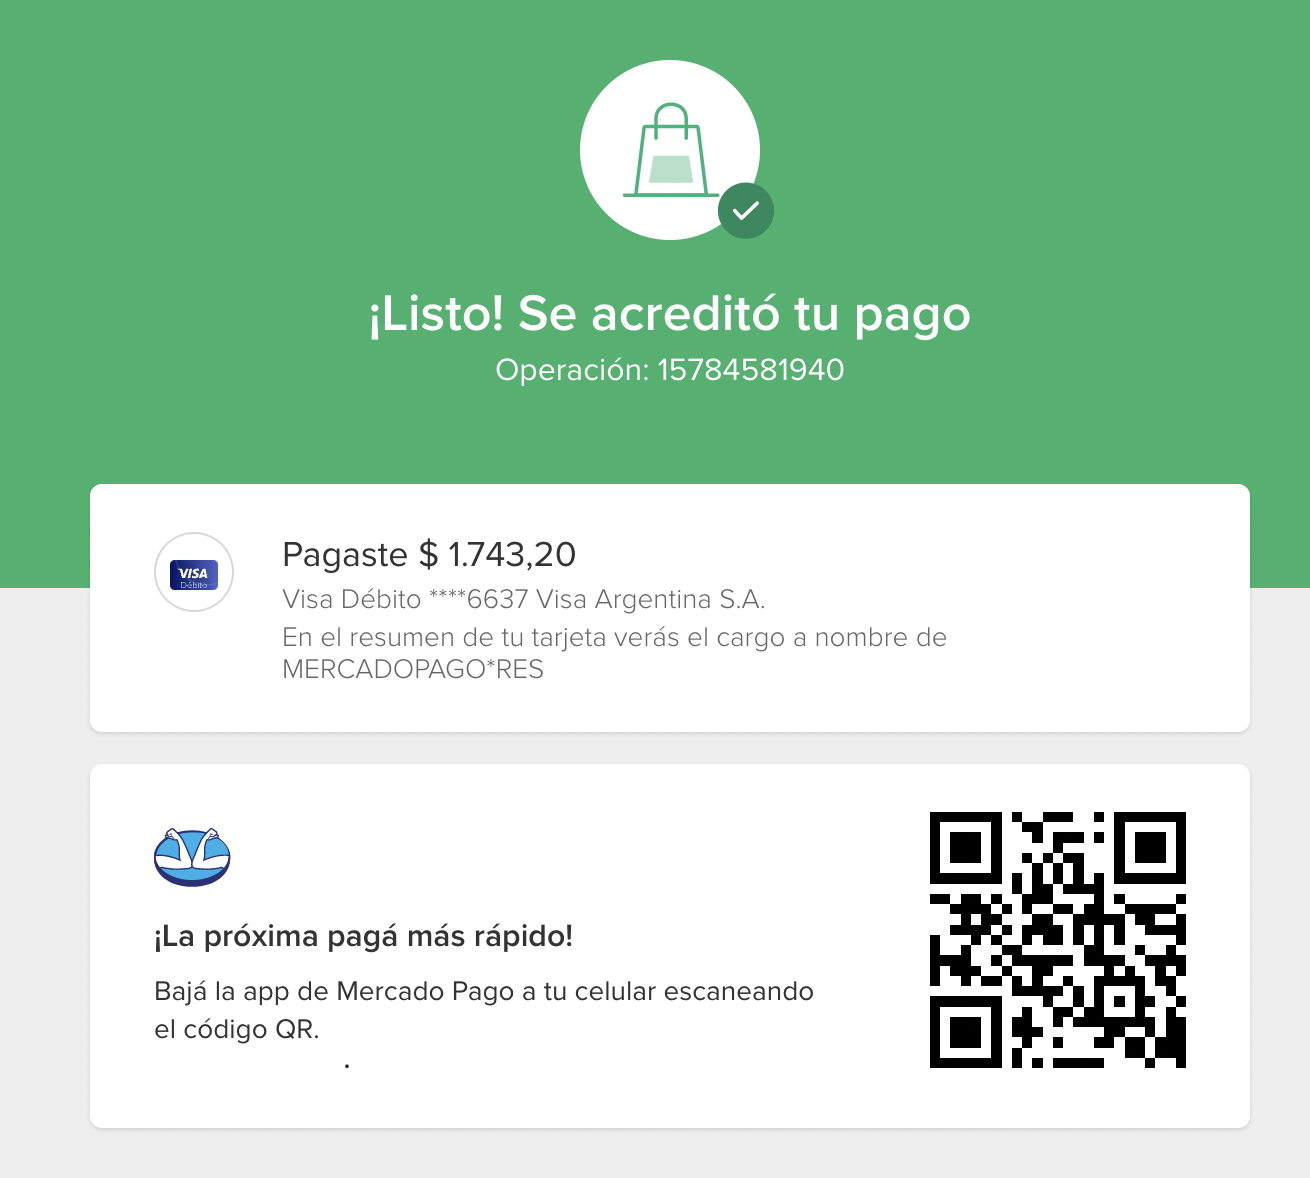 ¡Listo! Se acreditó tu pago
Operación: 15784581940
VISA
Débito
Pagaste $ 1.743,20
Visa Débito ****6637 Visa Argentina S.A.
En el resumen de tu tarjeta verás el cargo a nombre de
MERCADOPAGO*RES
¡La próxima pagá más rápido!
Bajá la app de Mercado Pago a tu celular escaneando
el código QR.
.